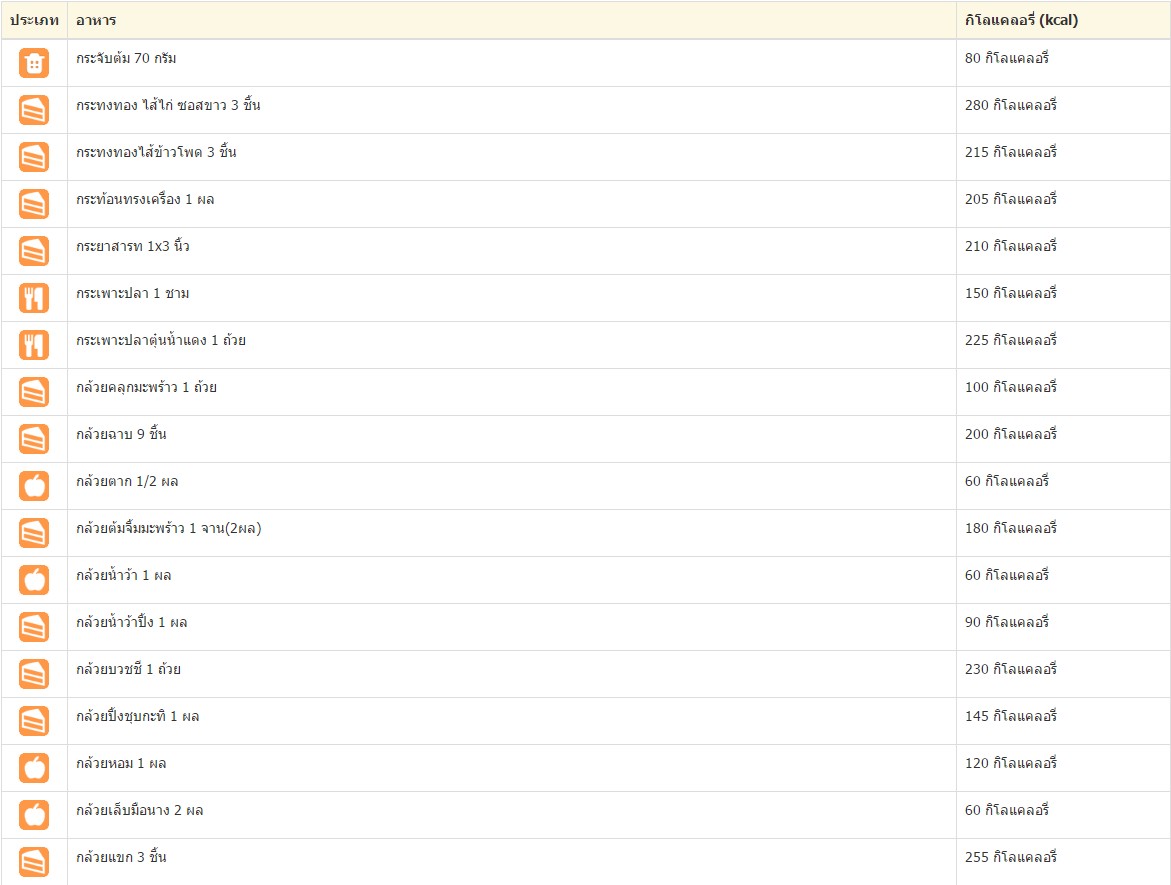 ประเภท อาหาร กิโลแคลอรี่ (kcal)
กระจับต้ม 70 กรัม 80 กิโลแคลอรี่
กระทงทอง ไส้ไก่ ซอสขาว 3 ชิ้น 280 กิโลแคลอรี่
กระทงทองไส้ข้าวโพด 3 ชิ้น 215 กิโลแคลอรี่
กระท้อนทรงเครื่อง 1 ผล 205 กิโลแคลอรี่
กระยาสารท 1x3 นิ้ว 210 กิโลแคลอรี่
กระเพาะปลา 1 ชาม 150 กิโลแคลอรี่
กระเพาะปลาตุ๋นน้ำแดง 1 ถ้วย 225 กิโลแคลอรี่
กล้วยคลุกมะพร้าว 1 ถ้วย 100 กิโลแคลอรี่
กล้วยฉาบ 9 ชิ้น 200 กิโลแคลอรี่
กล้วยตาก 1/2 ผล 60 กิโลแคลอรี่
กล้วยต้มจิ้มมะพร้าว 1 จาน(2ผล) 180 กิโลแคลอรี่
กล้วยน้ำว้า 1 ผล 60 กิโลแคลอรี่
กล้วยน้ำว้าปิ้ง 1 ผล 90 กิโลแคลอรี่
กล้วยบวชชี 1 ถ้วย 230 กิโลแคลอรี่
กล้วยปิ้งชุบกะทิ 1 ผล 145 กิโลแคลอรี่
กล้วยหอม 1 ผล 120 กิโลแคลอรี่
กล้วยเล็บมือนาง 2 ผล 60 กิโลแคลอรี่
กล้วยแขก 3 ชิ้น 255 กิโลแคลอรี่